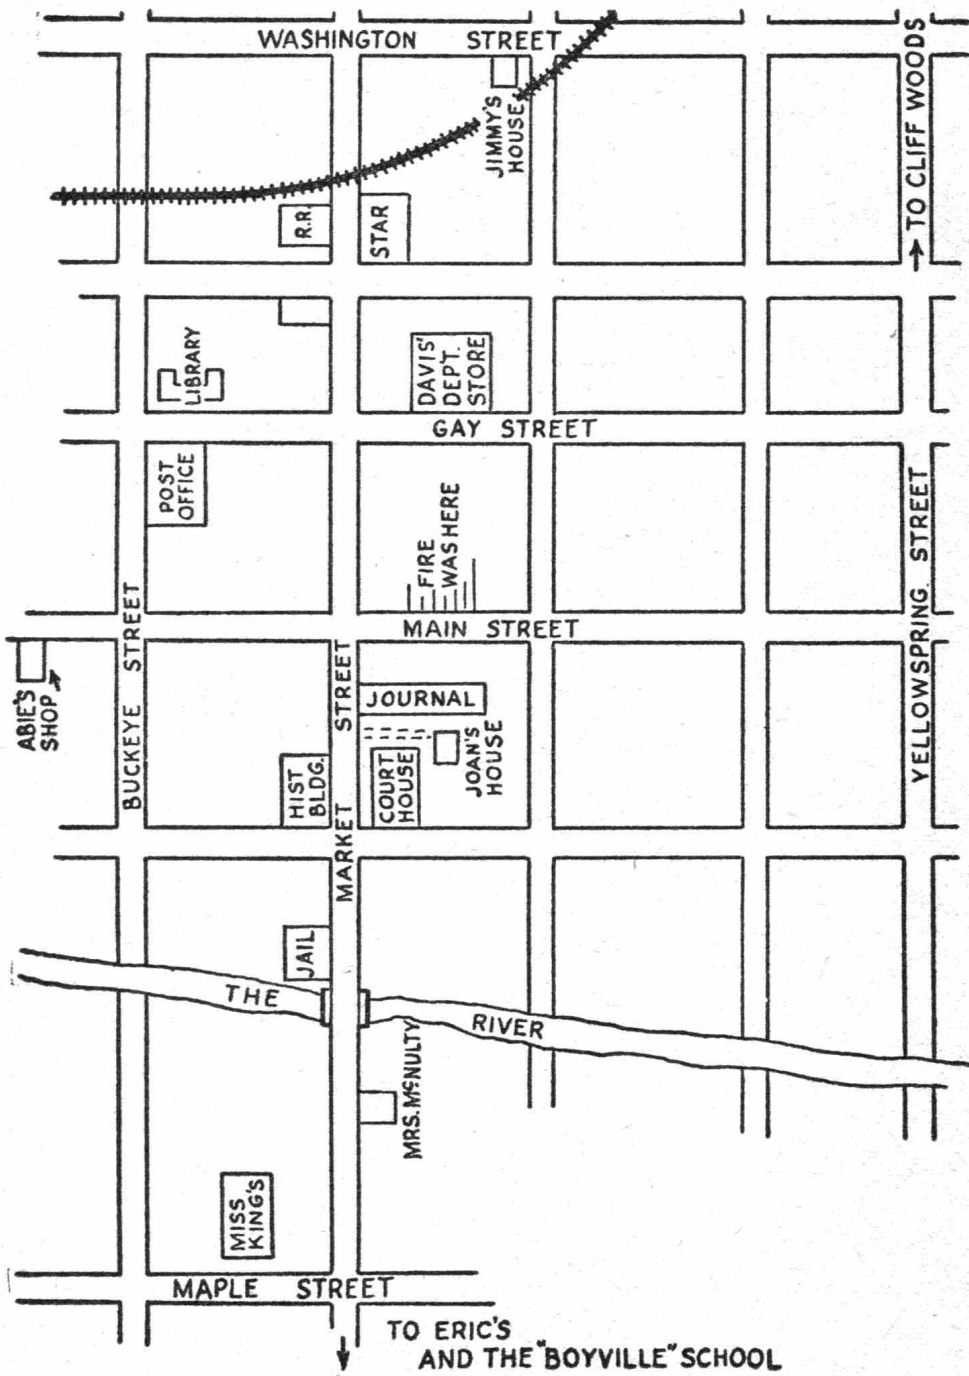 WASHINGTON STREET
JIMMY'S
HOUSE
→ TO CLIFF WOODS
R.R.
STAR
LIBRARY
DAVIS'
DEPT.
STORE
GAY STREET
POST
OFFICE
FIRE
WAS HERE
MAIN STREET
ABIE'S
SHOP
BUCKEYE STREET
MARKET STREET
YELLOWSPRING STREET
JOURNAL
HIST
BLDG.
COURT
HOUSE
JOAN'S
HOUSE
JAIL
THE RIVER
MRS. McNULTY
MISS
KING'S
MAPLE STREET
TO ERIC'S
AND THE "BOYVILLE" SCHOOL